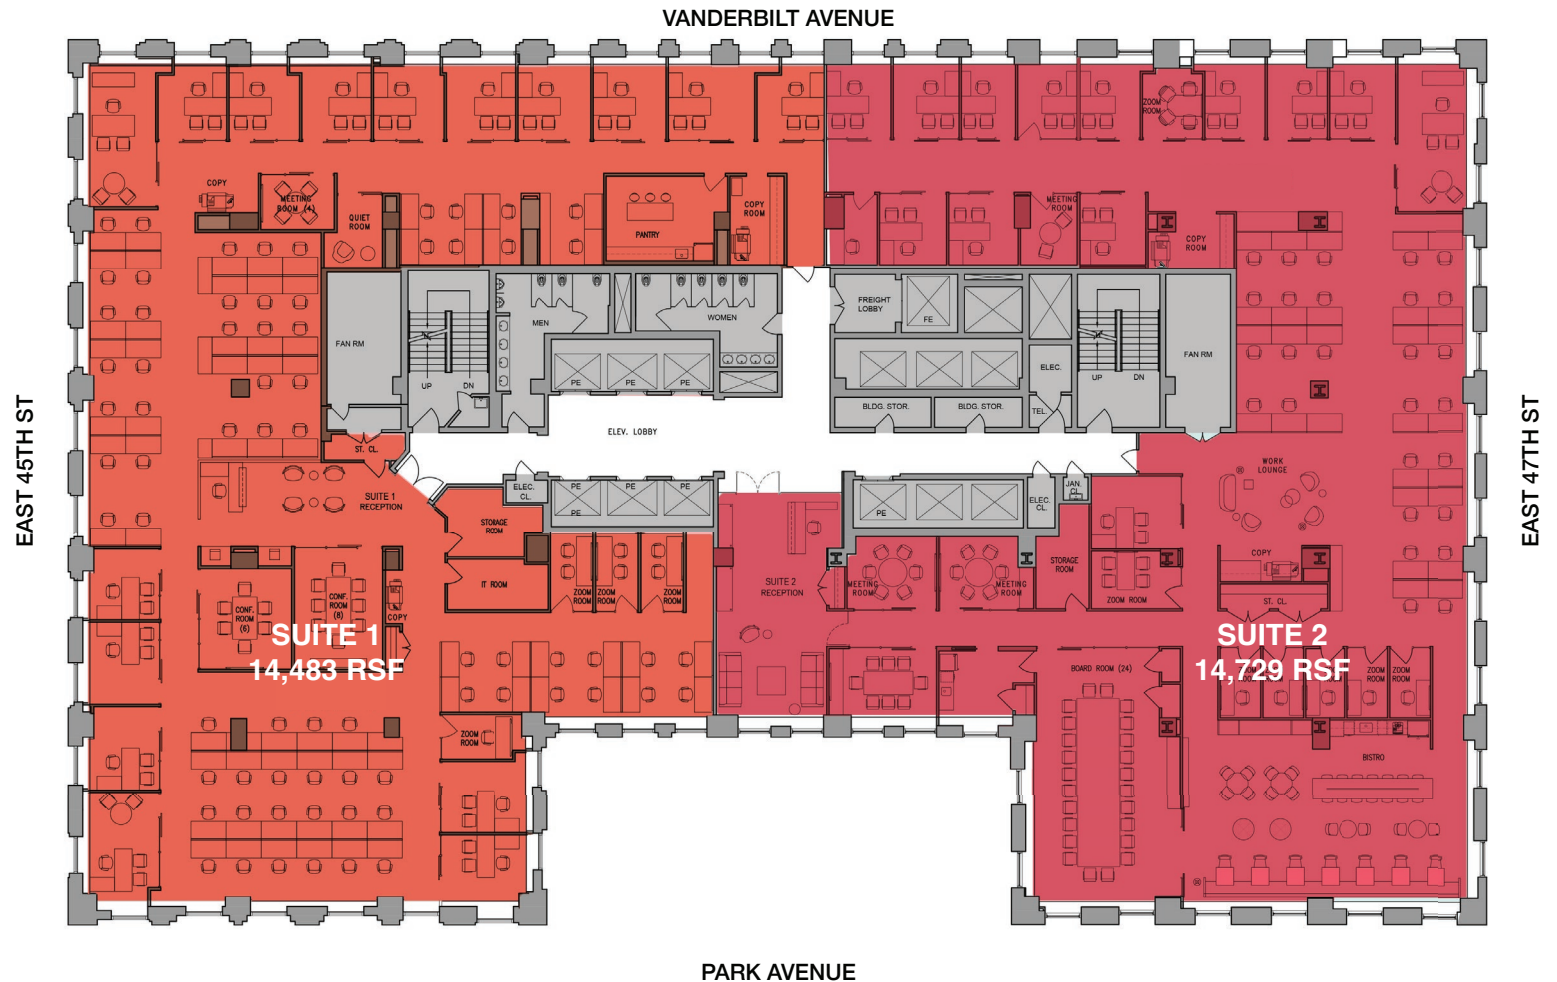 VANDERBILT AVENUE
ZOOM
ROOM
COPY
MEETING
ROOM (4)
QUIET
ROOM
PANTRY
COPY
ROOM
MEETING
ROOM
COPY
ROOM
FAN RM
UP
DN
MEN
WOMEN
PE
PE
PE
FREIGHT
LOBBY
FE
ELEC.
TEL.
BLDG. STOR.
BLDG. STOR.
UP
DN
FAN RM
EAST 45TH ST
EAST 47TH ST
ST. CL.
ELEV. LOBBY
SUITE 1
RECEPTION
ELEC.
CL.
PE
PE
PE
PE
PE
PE
ELEC.
CL.
JAN.
CL.
WORK
LOUNGE
STORAGE
ROOM
IT ROOM
ZOOM
ROOM
ZOOM
ROOM
ZOOM
ROOM
SUITE 2
RECEPTION
MEETING
ROOM
MEETING
ROOM
STORAGE
ROOM
ZOOM ROOM
COPY
ST. CL.
CONF.
ROOM
(6)
CONF.
ROOM
(8)
COPY
SUITE 1
14,483 RSF
SUITE 2
14,729 RSF
BOARD ROOM (24)
ZOOM
ROOM
ZOOM
ROOM
ZOOM
ROOM
BISTRO
PARK AVENUE